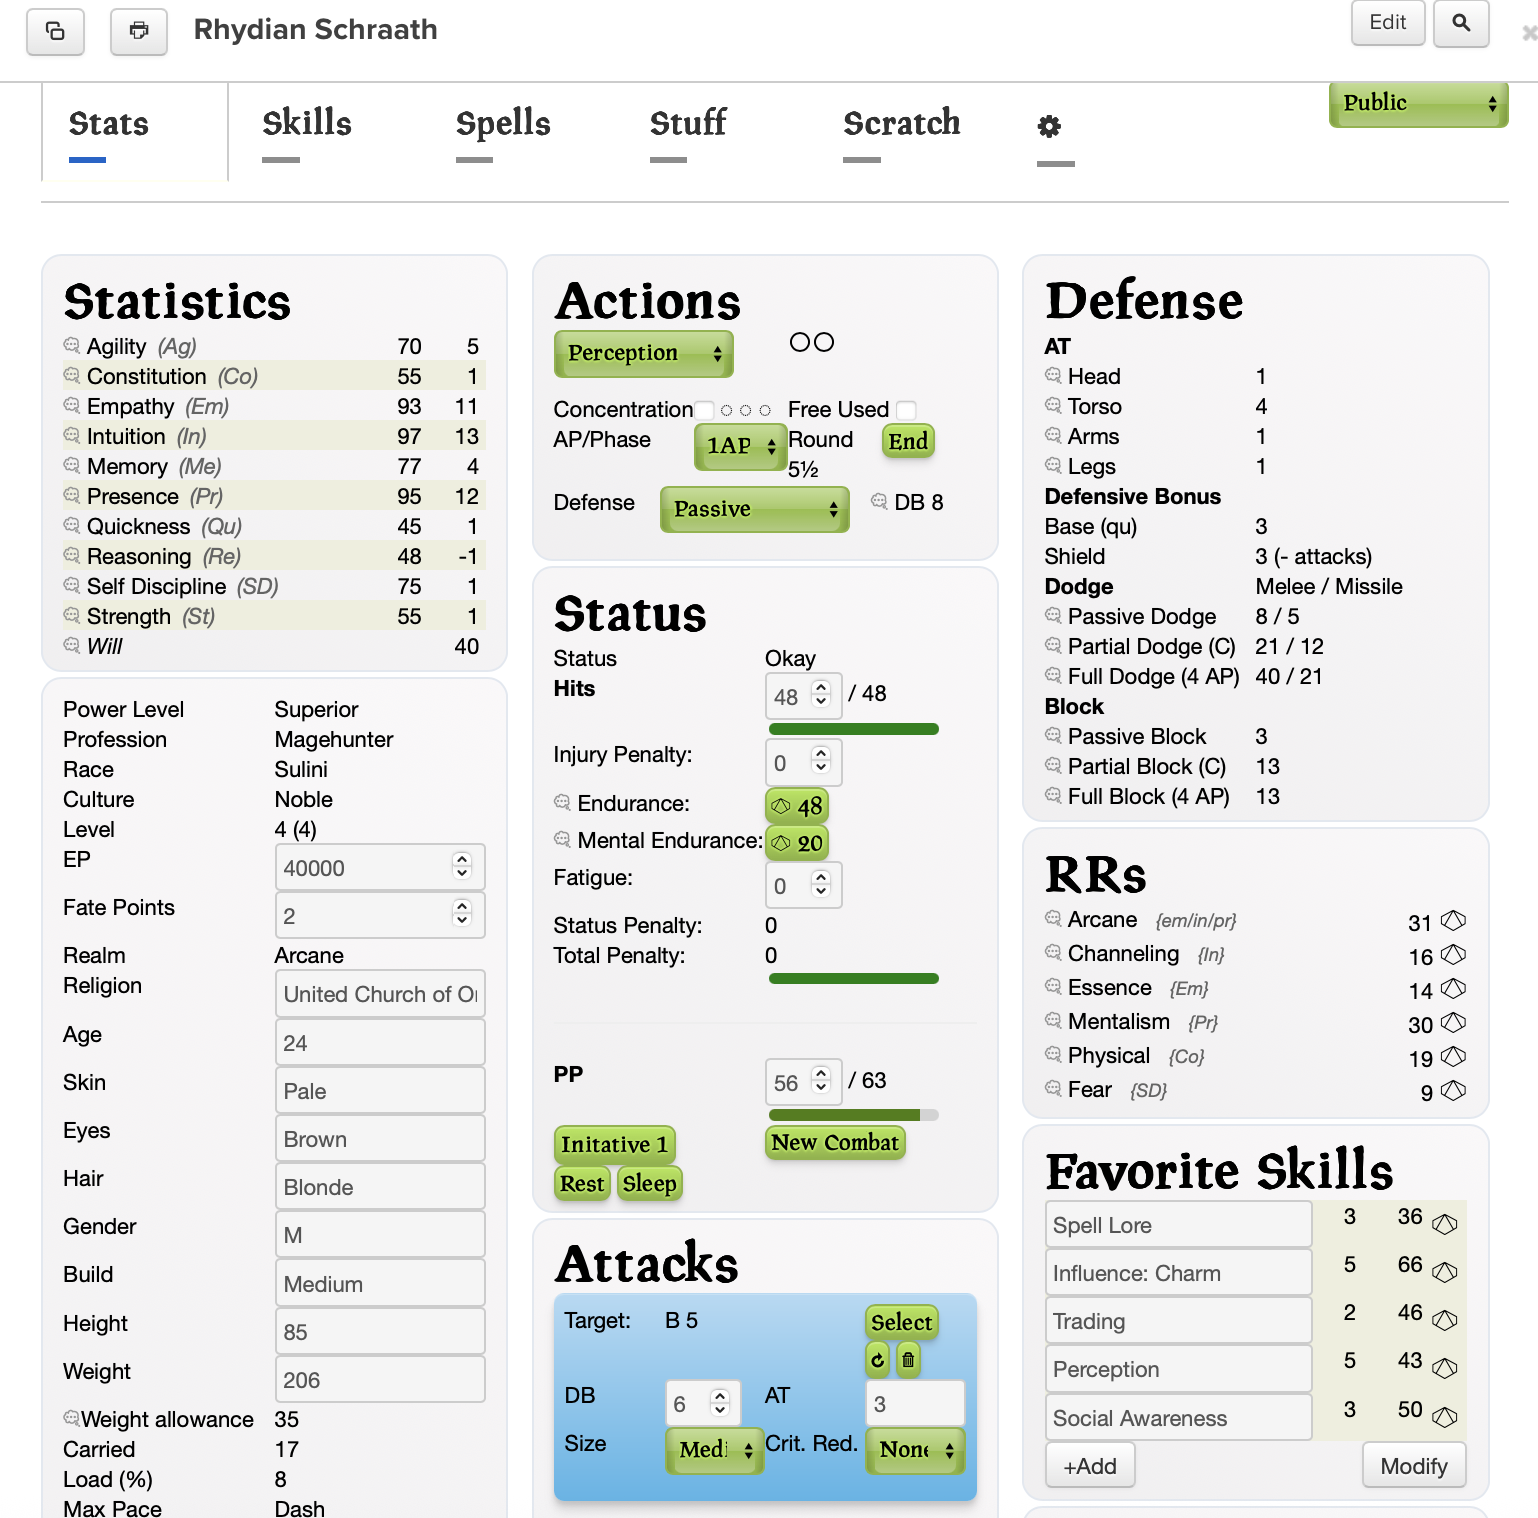 Rhydian Schraath
Edit
Public
Stats
Skills
Spells
Stuff
Scratch
Statistics
Agility (Ag) 70 5
Constitution (Co) 55 1
Empathy (Em) 93 11
Intuition (In) 97 13
Memory (Me) 77 4
Presence (Pr) 95 12
Quickness (Qu) 45 1
Reasoning (Re) 48 -1
Self Discipline (SD) 75 1
Strength (St) 55 1
Will 40
Power Level Superior
Profession Magehunter
Race Sulini
Culture Noble
Level 4 (4)
EP 40000
Fate Points 2
Realm Arcane
Religion United Church of Or
Age 24
Skin Pale
Eyes Brown
Hair Blonde
Gender M
Build Medium
Height 85
Weight 206
Weight allowance 35
Carried 17
Load (%) 8
Max Pace Dash
Actions
Perception
Concentration Free Used
AP/Phase 1AP Round End
5½
Defense Passive DB 8
Status
Status Okay
Hits 48 / 48
Injury Penalty: 0
Endurance: 48
Mental Endurance: 20
Fatigue: 0
Status Penalty: 0
Total Penalty: 0
PP 56 / 63
Initative 1 New Combat
Rest Sleep
Attacks
Target: B 5 Select
DB 6 AT 3
Size Medi Crit. Red. None
Defense
AT
Head 1
Torso 4
Arms 1
Legs 1
Defensive Bonus
Base (qu) 3
Shield 3 (- attacks)
Dodge Melee / Missile
Passive Dodge 8 / 5
Partial Dodge (C) 21 / 12
Full Dodge (4 AP) 40 / 21
Block
Passive Block 3
Partial Block (C) 13
Full Block (4 AP) 13
RRs
Arcane {em/in/pr} 31
Channeling {In} 16
Essence {Em} 14
Mentalism {Pr} 30
Physical {Co} 19
Fear {SD} 9
Favorite Skills
Spell Lore 3 36
Influence: Charm 5 66
Trading 2 46
Perception 5 43
Social Awareness 3 50
+Add Modify